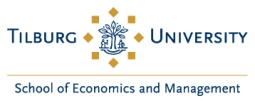 TILBURG UNIVERSITY
School of Economics and Management